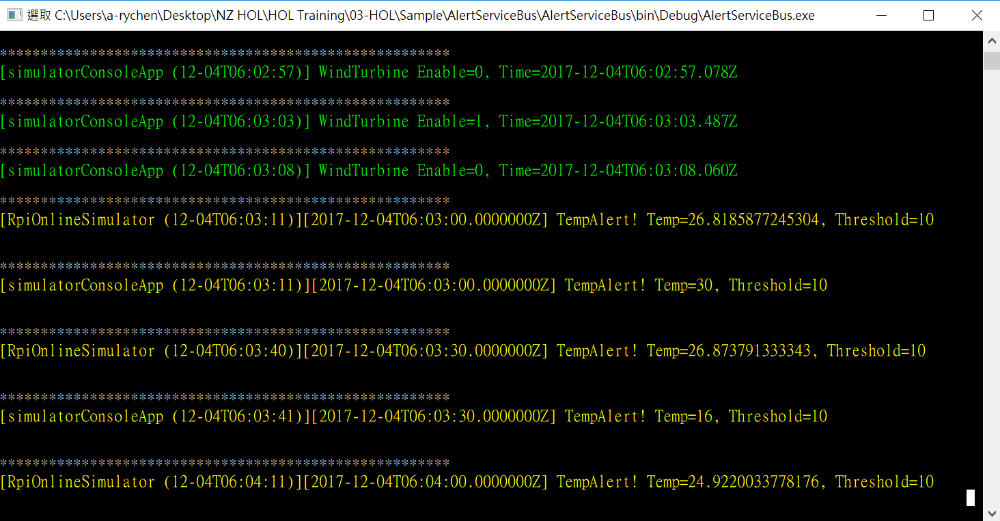 選取 C:\Users\a-rychen\Desktop\NZ HOL\HOL Training\03-HOL\Sample\AlertServiceBus\AlertServiceBus\bin\Debug\AlertServiceBus.exe
*******************************************************
[simulatorConsoleApp (12-04T06:02:57)] WindTurbine Enable=0, Time=2017-12-04T06:02:57.078Z
*******************************************************
[simulatorConsoleApp (12-04T06:03:03)] WindTurbine Enable=1, Time=2017-12-04T06:03:03.487Z
*******************************************************
[simulatorConsoleApp (12-04T06:03:08)] WindTurbine Enable=0, Time=2017-12-04T06:03:08.060Z
*******************************************************
[RpiOnlineSimulator (12-04T06:03:11)][2017-12-04T06:03:00.0000000Z] TempAlert! Temp=26.8185877245304, Threshold=10
*******************************************************
[simulatorConsoleApp (12-04T06:03:11)][2017-12-04T06:03:00.0000000Z] TempAlert! Temp=30, Threshold=10
*******************************************************
[RpiOnlineSimulator (12-04T06:03:40)][2017-12-04T06:03:30.0000000Z] TempAlert! Temp=26.873791333343, Threshold=10
*******************************************************
[simulatorConsoleApp (12-04T06:03:41)][2017-12-04T06:03:30.0000000Z] TempAlert! Temp=16, Threshold=10
*******************************************************
[RpiOnlineSimulator (12-04T06:04:11)][2017-12-04T06:04:00.0000000Z] TempAlert! Temp=24.9220033778176, Threshold=10